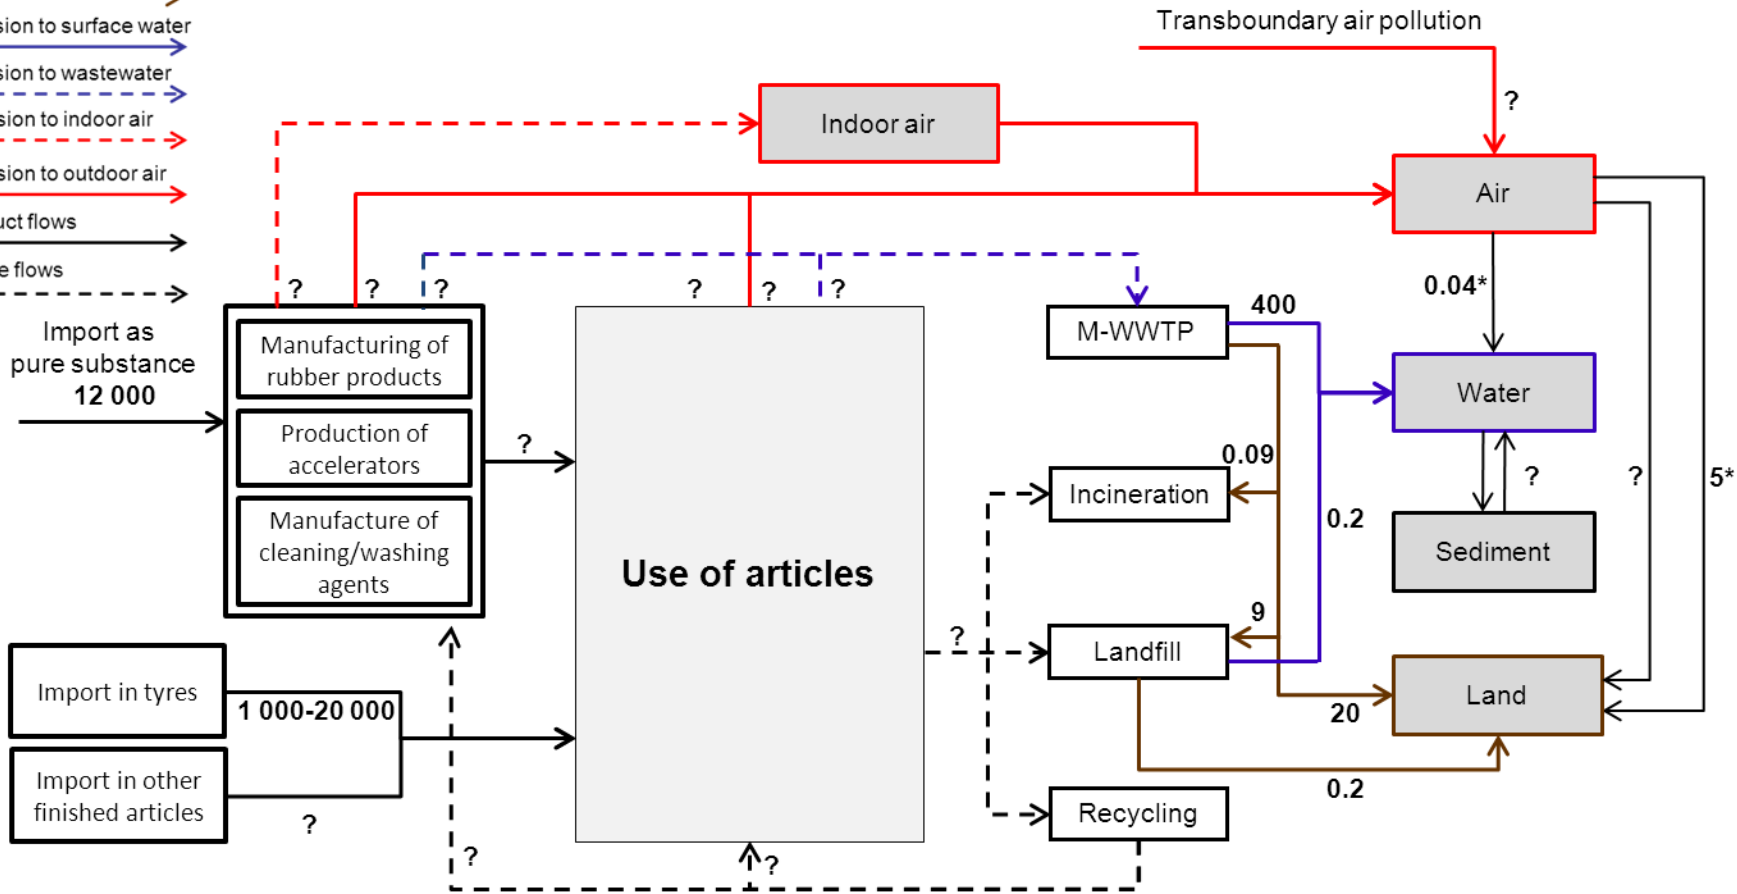 sion to surface water
sion to wastewater
sion to indoor air
sion to outdoor air
uct flows
e flows
Transboundary air pollution
?
Indoor air
Air
? ? ? ? ? ?
Import as
pure substance
12 000
Manufacturing of
rubber products
Production of
accelerators
Manufacture of
cleaning/washing
agents
?
Use of articles
M-WWTP
400
0.04*
Water
0.09
Incineration
0.2
?
?
5*
Sediment
9
?
Landfill
Land
20
0.2
Import in tyres
1 000-20 000
Import in other
finished articles
?
Recycling
?
?